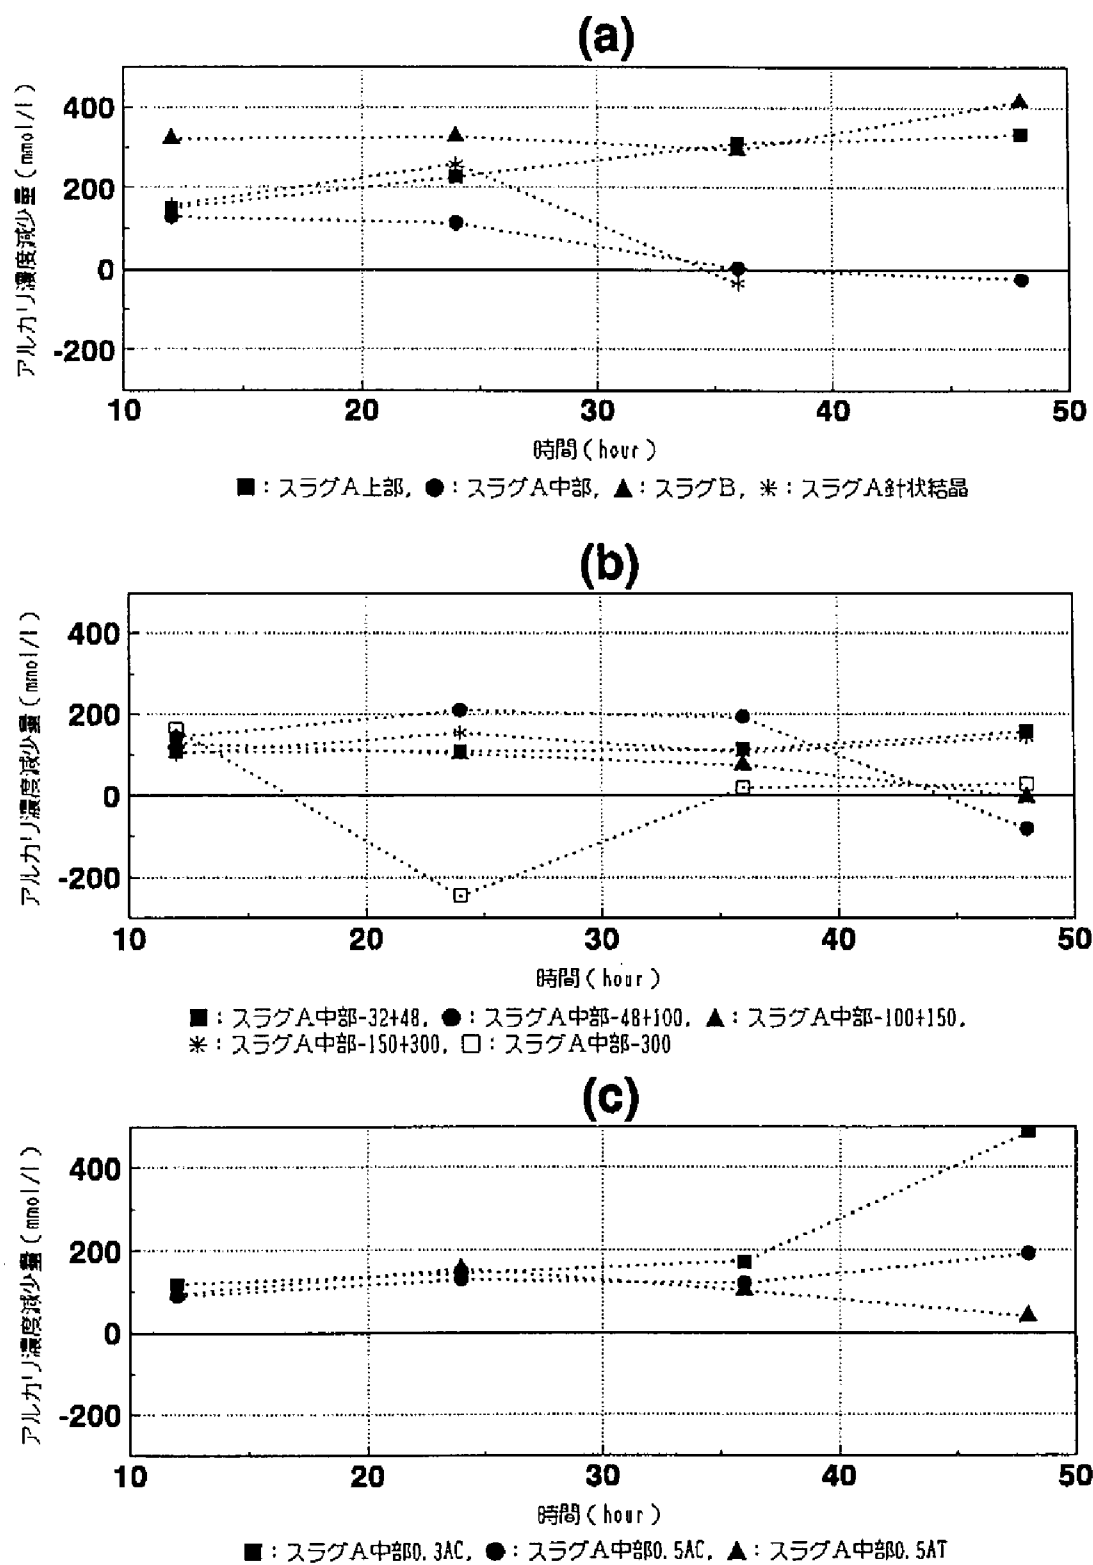 (a)
アルカリ濃度減少量(mmol/l)
400
200
0
-200
10 20 30 40 50
時間(hour)
■：スラグA上部, ●：スラグA中部, ▲：スラグB, ＊：スラグA針状結晶
(b)
アルカリ濃度減少量(mmol/l)
400
200
0
-200
10 20 30 40 50
時間(hour)
■：スラグA中部-32+48, ●：スラグA中部-48+100, ▲：スラグA中部-100+150,
＊：スラグA中部-150+300, □：スラグA中部-300
(c)
アルカリ濃度減少量(mmol/l)
400
200
0
-200
10 20 30 40 50
時間(hour)
■：スラグA中部0.3AC, ●：スラグA中部0.5AC, ▲：スラグA中部0.5AT